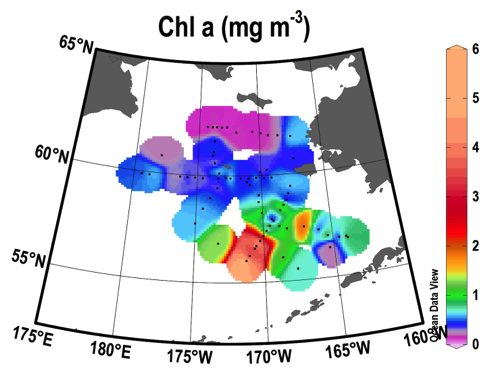 Chl a (mg m-3)
65°N
60°N
55°N
175°E
180°E
175°W
170°W
165°W
160°W
6
5
4
3
2
1
0
Ocean Data View